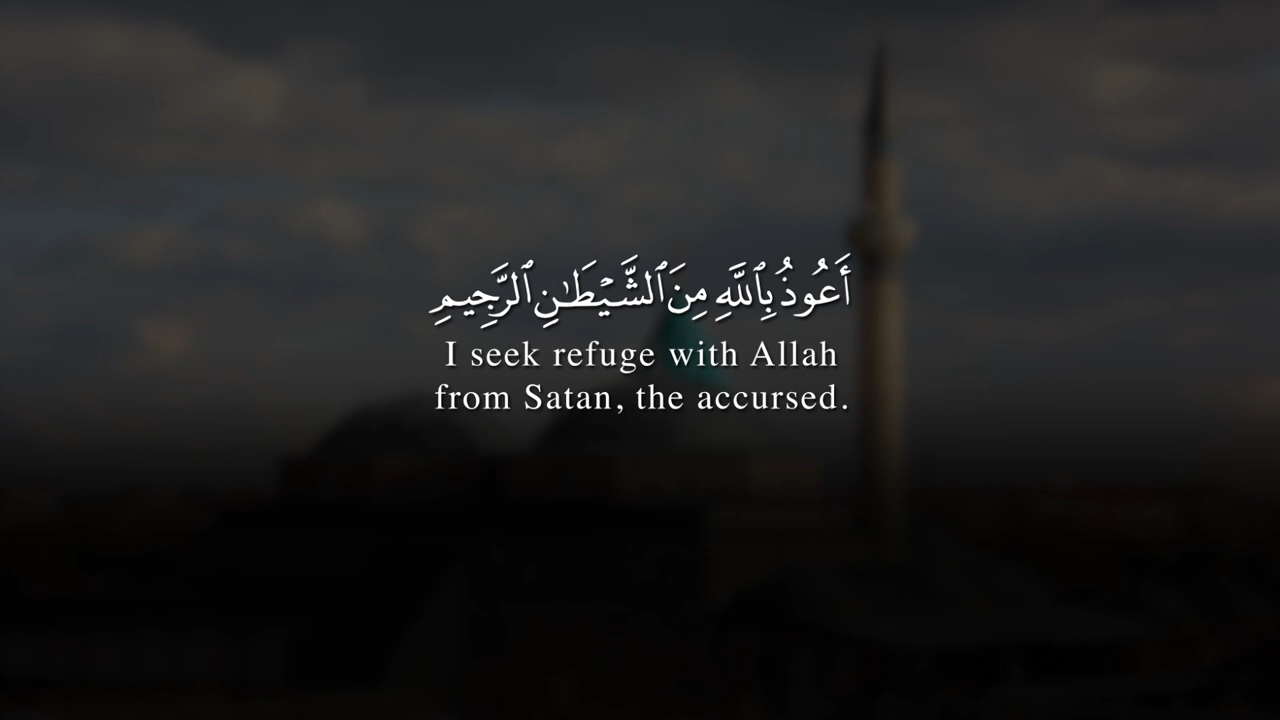 أَعُوذُ بِٱللَّهِ مِنَ ٱلشَّيْطَـٰنِ ٱلرَّجِيمِ
I seek refuge with Allah
from Satan, the accursed.